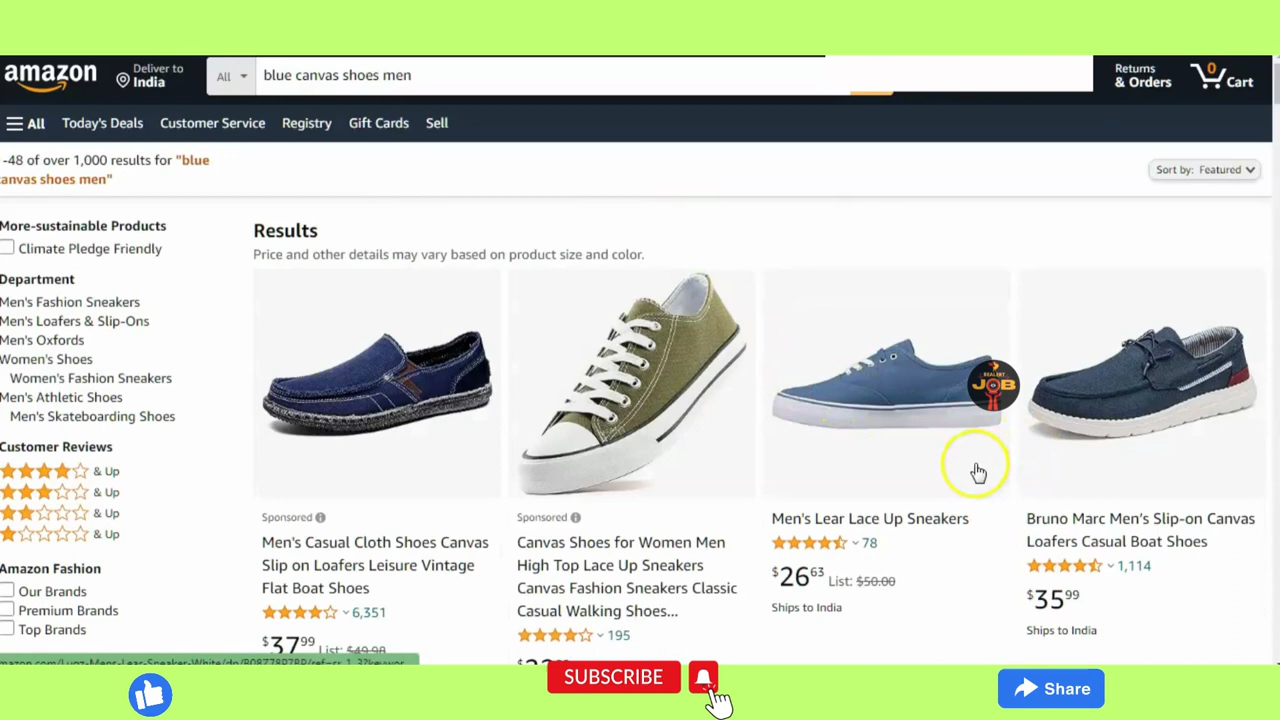 amazon
Deliver to
India
All
blue canvas shoes men
Returns
& Orders
0
Cart
All
Today's Deals
Customer Service
Registry
Gift Cards
Sell
-48 of over 1,000 results for "blue
canvas shoes men"
Sort by: Featured
More-sustainable Products
Climate Pledge Friendly
Department
Men's Fashion Sneakers
Men's Loafers & Slip-Ons
Men's Oxfords
Women's Shoes
Women's Fashion Sneakers
Men's Athletic Shoes
Men's Skateboarding Shoes
Customer Reviews
& Up
& Up
& Up
& Up
Amazon Fashion
Our Brands
Premium Brands
Top Brands
Results
Price and other details may vary based on product size and color.
Sponsored
Men's Casual Cloth Shoes Canvas
Slip on Loafers Leisure Vintage
Flat Boat Shoes
6,351
$37.99 List: $49.98
Sponsored
Canvas Shoes for Women Men
High Top Lace Up Sneakers
Canvas Fashion Sneakers Classic
Casual Walking Shoes...
195
JOB
Men's Lear Lace Up Sneakers
78
$26.63 List: $50.00
Ships to India
Bruno Marc Men's Slip-on Canvas
Loafers Casual Boat Shoes
1,114
$35.99
Ships to India
SUBSCRIBE
Share